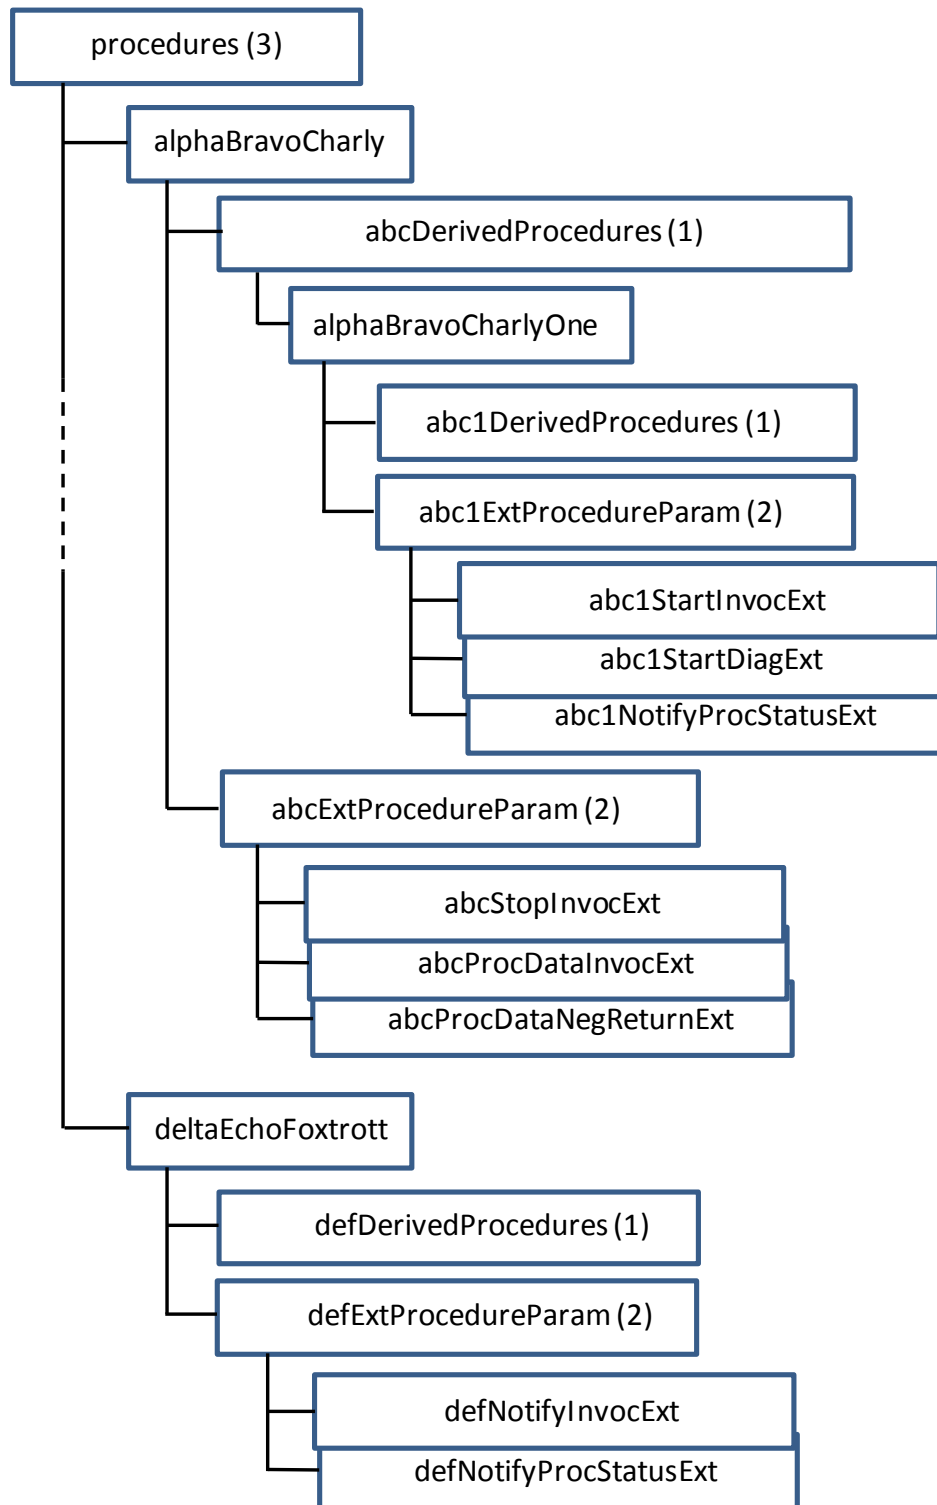 procedures (3)
alphaBravoCharly
abcDerivedProcedures (1)
alphaBravoCharlyOne
abc1DerivedProcedures (1)
abc1ExtProcedureParam (2)
abc1StartInvocExt
abc1StartDiagExt
abc1NotifyProcStatusExt
abcExtProcedureParam (2)
abcStopInvocExt
abcProcDataInvocExt
abcProcDataNegReturnExt
deltaEchoFoxtrott
defDerivedProcedures (1)
defExtProcedureParam (2)
defNotifyInvocExt
defNotifyProcStatusExt